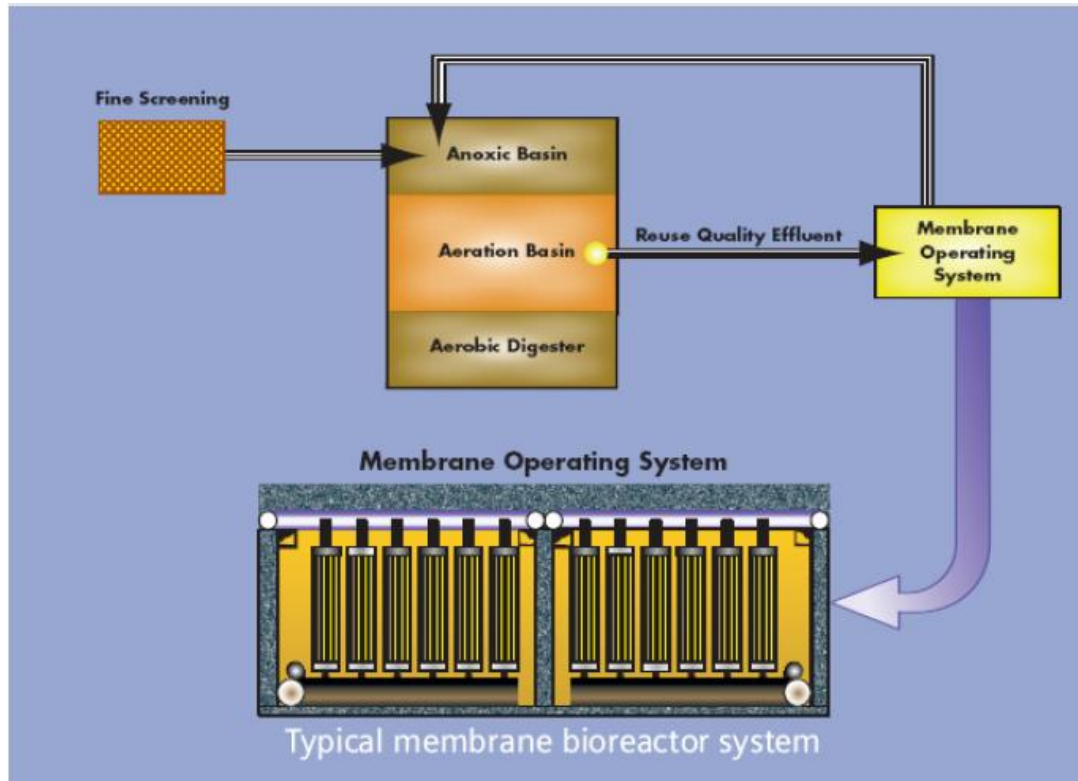 Fine Screening
Anoxic Basin
Aeration Basin
Reuse Quality Effluent
Membrane
Operating
System
Aerobic Digester
Membrane Operating System
Typical membrane bioreactor system